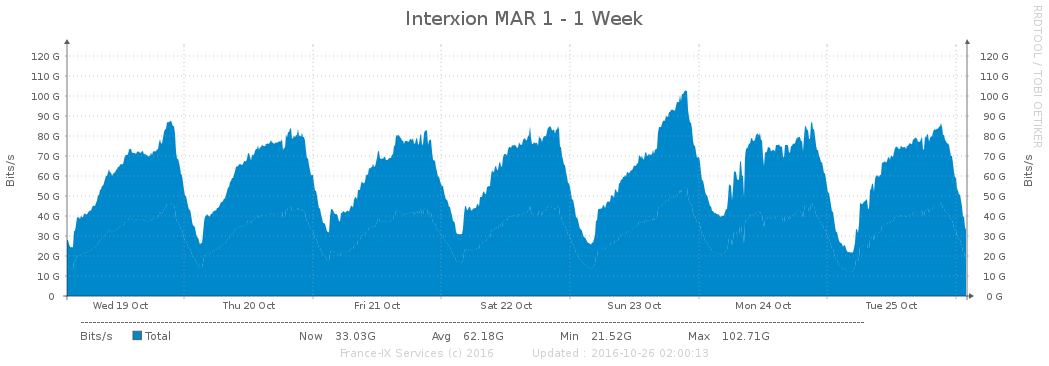 Interxion MAR 1 - 1 Week
RRDTOOL / TOBI OETIKER
Bits/s
120 G
110 G
100 G
90 G
80 G
70 G
60 G
50 G
40 G
30 G
20 G
10 G
0
120 G
110 G
100 G
90 G
80 G
70 G
60 G
50 G
40 G
30 G
20 G
10 G
0 G
Bits/s
Wed 19 Oct Thu 20 Oct Fri 21 Oct Sat 22 Oct Sun 23 Oct Mon 24 Oct Tue 25 Oct
Bits/s Total Now 33.03G Avg 62.18G Min 21.52G Max 102.71G
France-IX Services (c) 2016 Updated : 2016-10-26 02:00:13